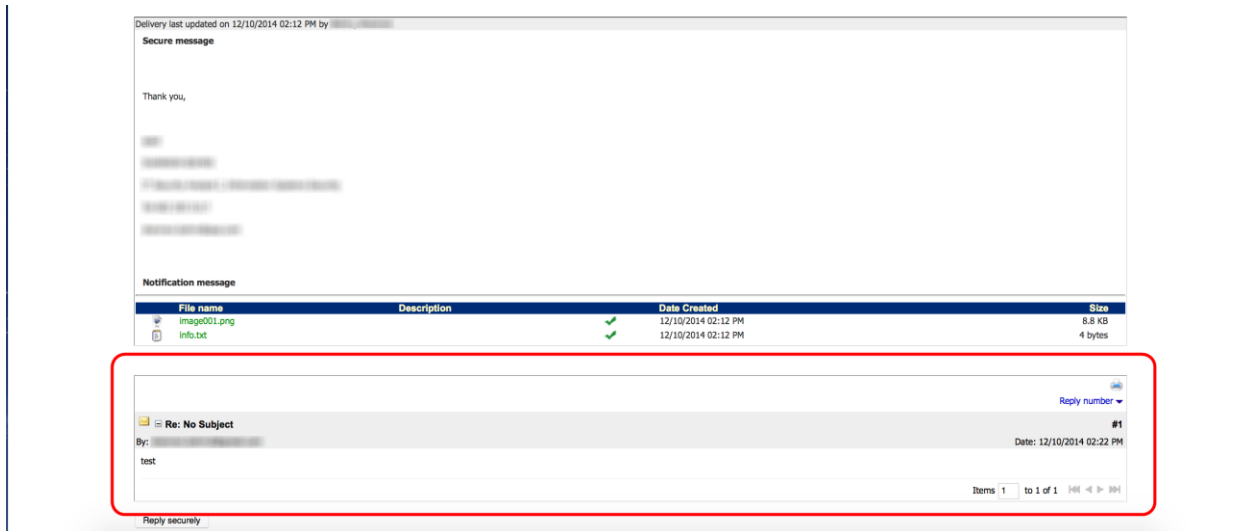 Delivery last updated on 12/10/2014 02:12 PM by
Secure message
Thank you,
Notification message
File name Description Date Created Size
image001.png 12/10/2014 02:12 PM 8.8 KB
info.txt 12/10/2014 02:12 PM 4 bytes
Reply number
Re: No Subject #1
By: Date: 12/10/2014 02:22 PM
test
Items 1 to 1 of 1
Reply securely